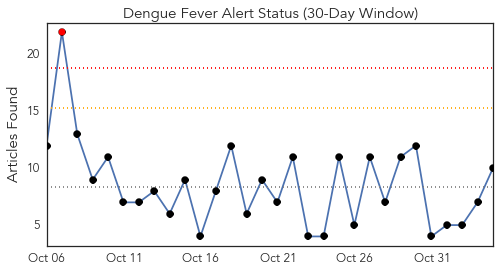 Dengue Fever Alert Status (30-Day Window)
Articles Found
20
15
10
5
Oct 06 Oct 11 Oct 16 Oct 21 Oct 26 Oct 31